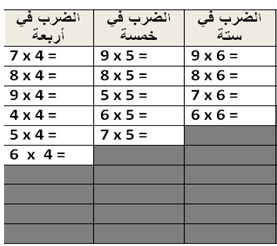 الضرب في أربعة	الضرب في خمسة	الضرب في ستة
7 x 4 =	9 x 5 =	9 x 6 =
8 x 4 =	8 x 5 =	8 x 6 =
9 x 4 =	5 x 5 =	7 x 6 =
4 x 4 =	6 x 5 =	6 x 6 =
5 x 4 =	7 x 5 =
6 x 4 =